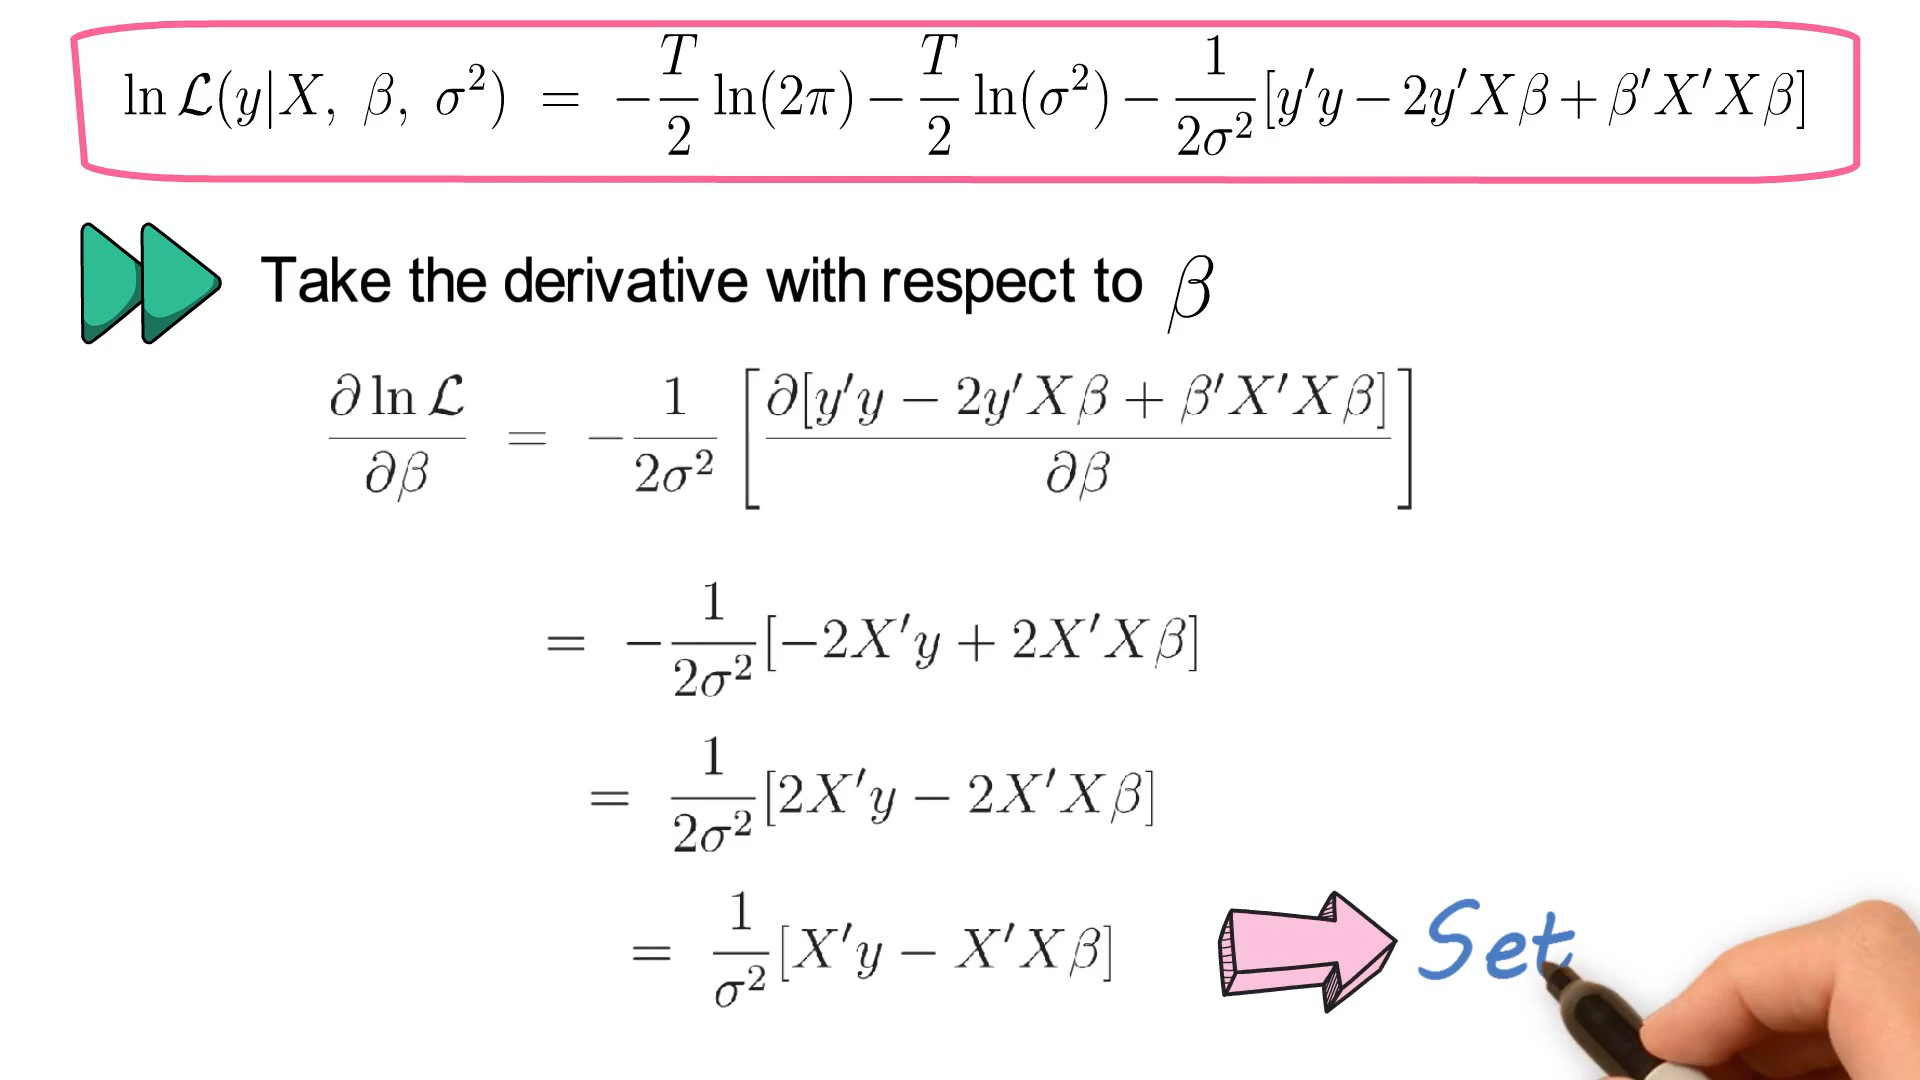 ln ℒ(y|X, β, σ²) = −T/2 ln(2π) − T/2 ln(σ²) − 1/2σ² [y′y − 2y′Xβ + β′X′Xβ]
Take the derivative with respect to β
∂ ln ℒ/∂β = −1/2σ² [∂[y′y − 2y′Xβ + β′X′Xβ]/∂β]
= −1/2σ² [−2X′y + 2X′Xβ]
= 1/2σ² [2X′y − 2X′Xβ]
= 1/σ² [X′y − X′Xβ] Set